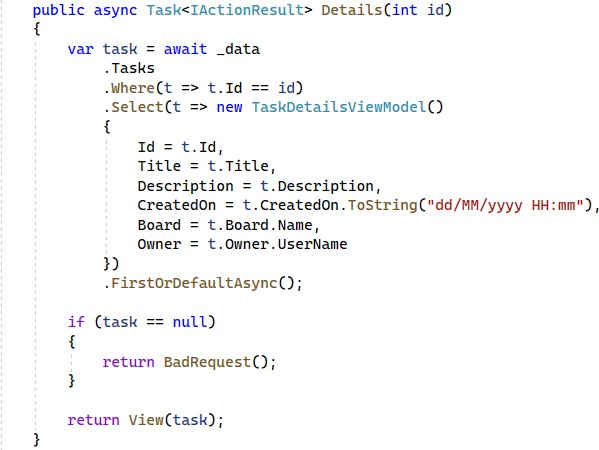 public async Task<IActionResult> Details(int id)
{
    var task = await _data
        .Tasks
        .Where(t => t.Id == id)
        .Select(t => new TaskDetailsViewModel()
        {
            Id = t.Id,
            Title = t.Title,
            Description = t.Description,
            CreatedOn = t.CreatedOn.ToString("dd/MM/yyyy HH:mm"),
            Board = t.Board.Name,
            Owner = t.Owner.UserName
        })
        .FirstOrDefaultAsync();

    if (task == null)
    {
        return BadRequest();
    }

    return View(task);
}